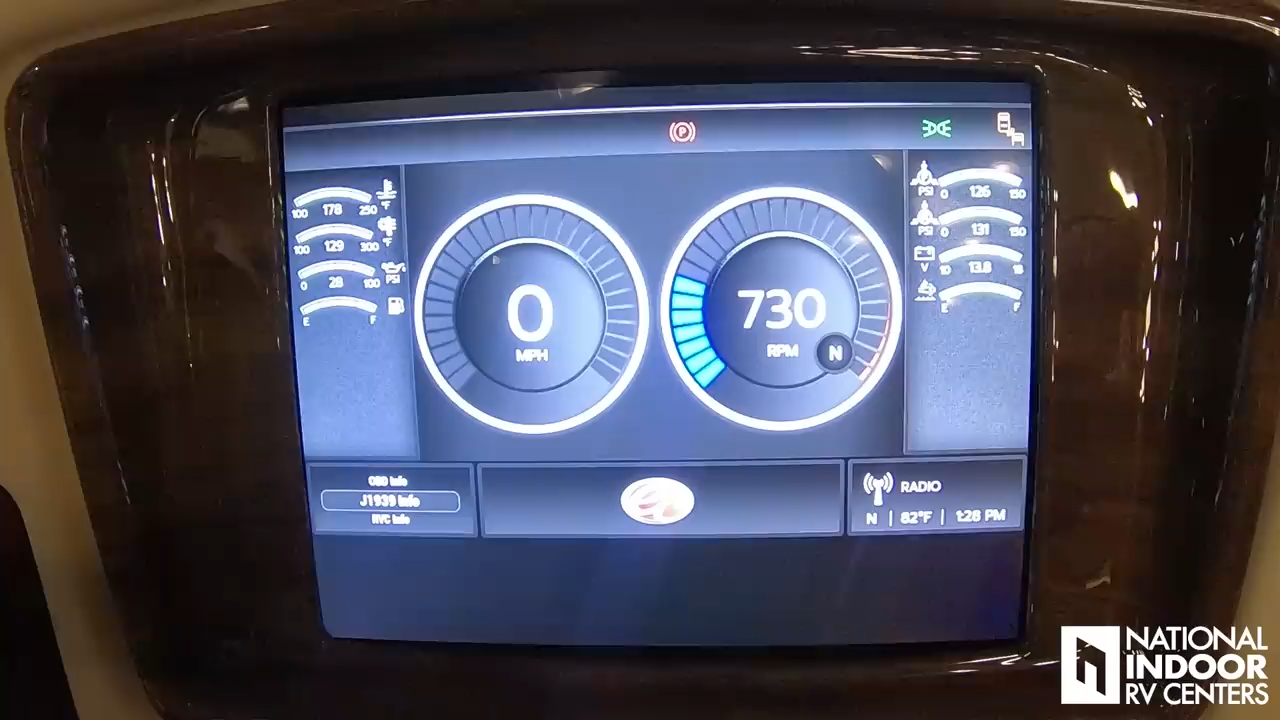 P
100 178 250 °F
100 129 300 °F
0 28 100 PSI
E F
0
MPH
730
RPM
N
PSI 0 126 150
PSI 0 131 150
V 10 13.8 18
E F
OBD Info
J1939 Info
RVC Info
RADIO
N | 82°F | 1:28 PM
NATIONAL
INDOOR
RV CENTERS